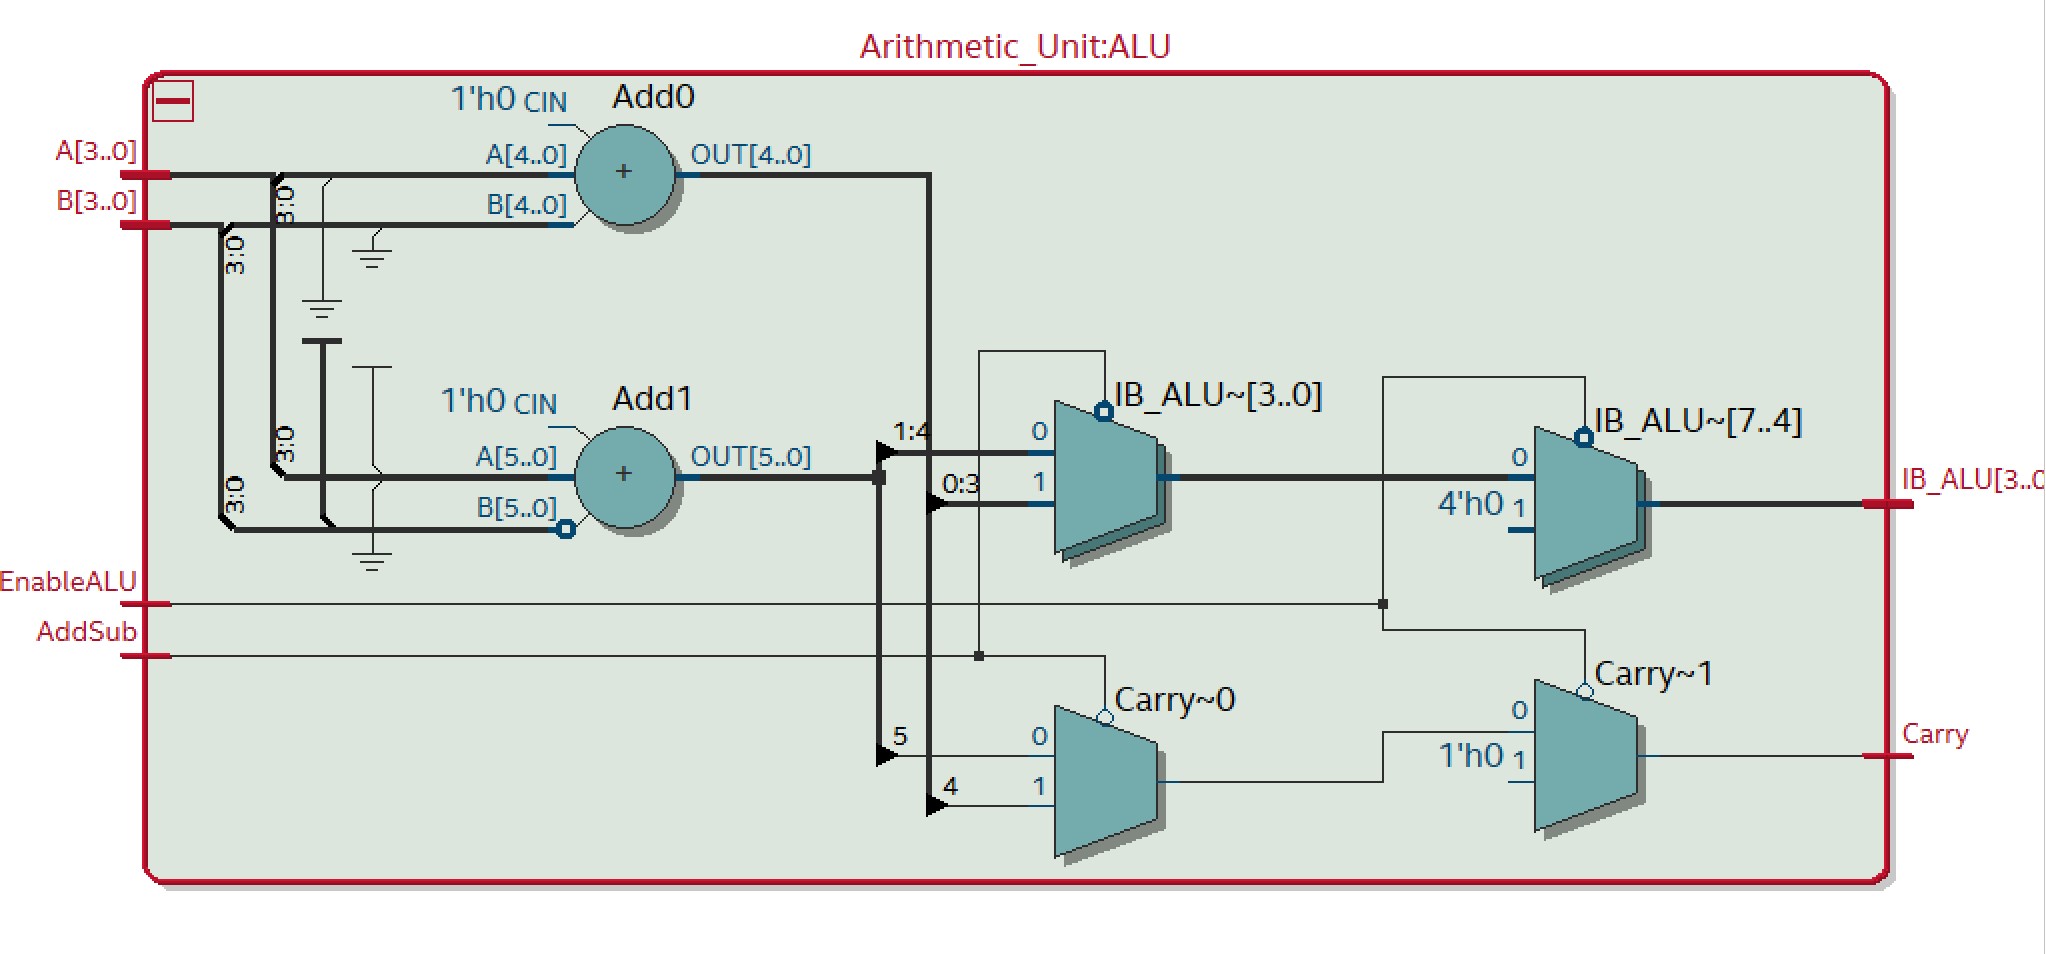 Arithmetic_Unit:ALU
1'h0 CIN
Add0
A[3..0]
A[4..0]
+
OUT[4..0]
B[3..0]
3:0
B[4..0]
3:0
1'h0 CIN
Add1
IB_ALU~[3..0]
IB_ALU~[7..4]
3:0
A[5..0]
+
OUT[5..0]
1:4
0
0
IB_ALU[3..0
3:0
B[5..0]
0:3
1
4'h0 1
EnableALU
AddSub
Carry~0
Carry~1
5
0
0
Carry
4
1
1'h0 1